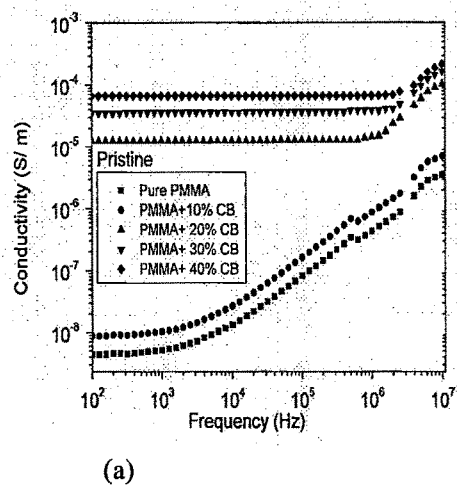 10⁻³
10⁻⁴
10⁻⁵
10⁻⁶
10⁻⁷
10⁻⁸
Conductivity (S/ m)
Pristine
Pure PMMA
PMMA+10% CB
PMMA+ 20% CB
PMMA+ 30% CB
PMMA+ 40% CB
10² 10³ 10⁴ 10⁵ 10⁶ 10⁷
Frequency (Hz)
(a)